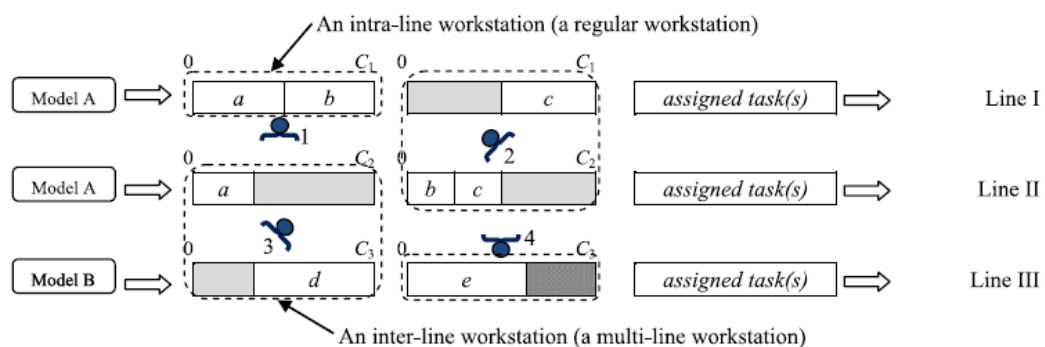 An intra-line workstation (a regular workstation)
0 C1 0 C1
Model A a b c assigned task(s) Line I
1 2
0 C2 0 C2
Model A a b c assigned task(s) Line II
3 4
0 C3 0 C3
Model B d e assigned task(s) Line III
An inter-line workstation (a multi-line workstation)